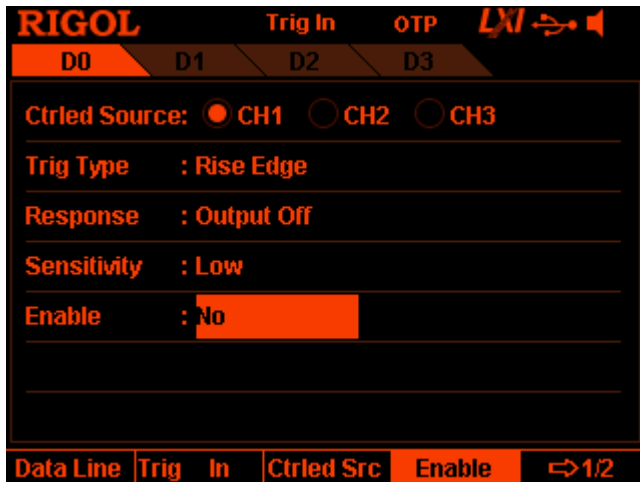 RIGOL Trig In OTP LXI
D0 D1 D2 D3
Ctrled Source: CH1 CH2 CH3
Trig Type : Rise Edge
Response : Output Off
Sensitivity : Low
Enable : No
Data Line Trig In Ctrled Src Enable ⇨1/2